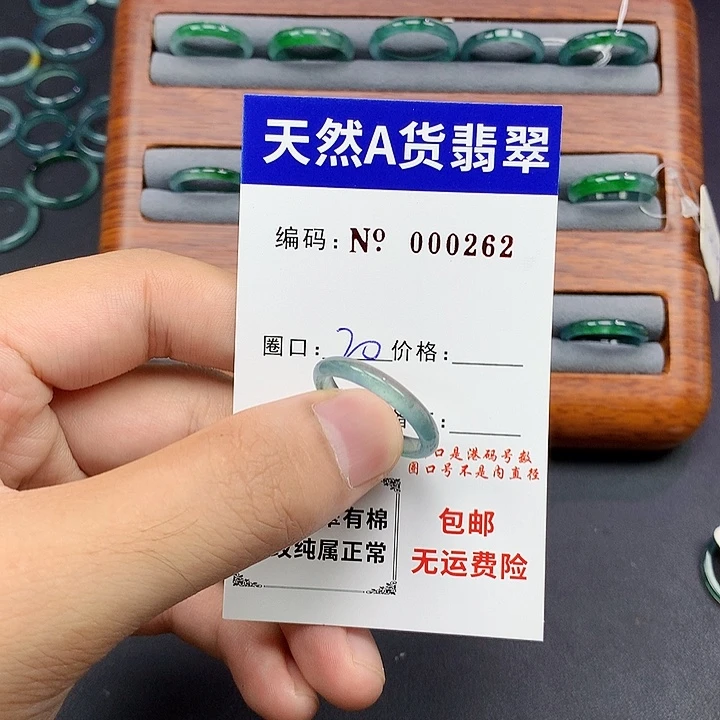 天然A货翡翠
编码: Nº 000262
圈口: 20 价格:
口是港码号数
圈口号不是内直径
有棉
纹纯属正常
包邮
无运费险